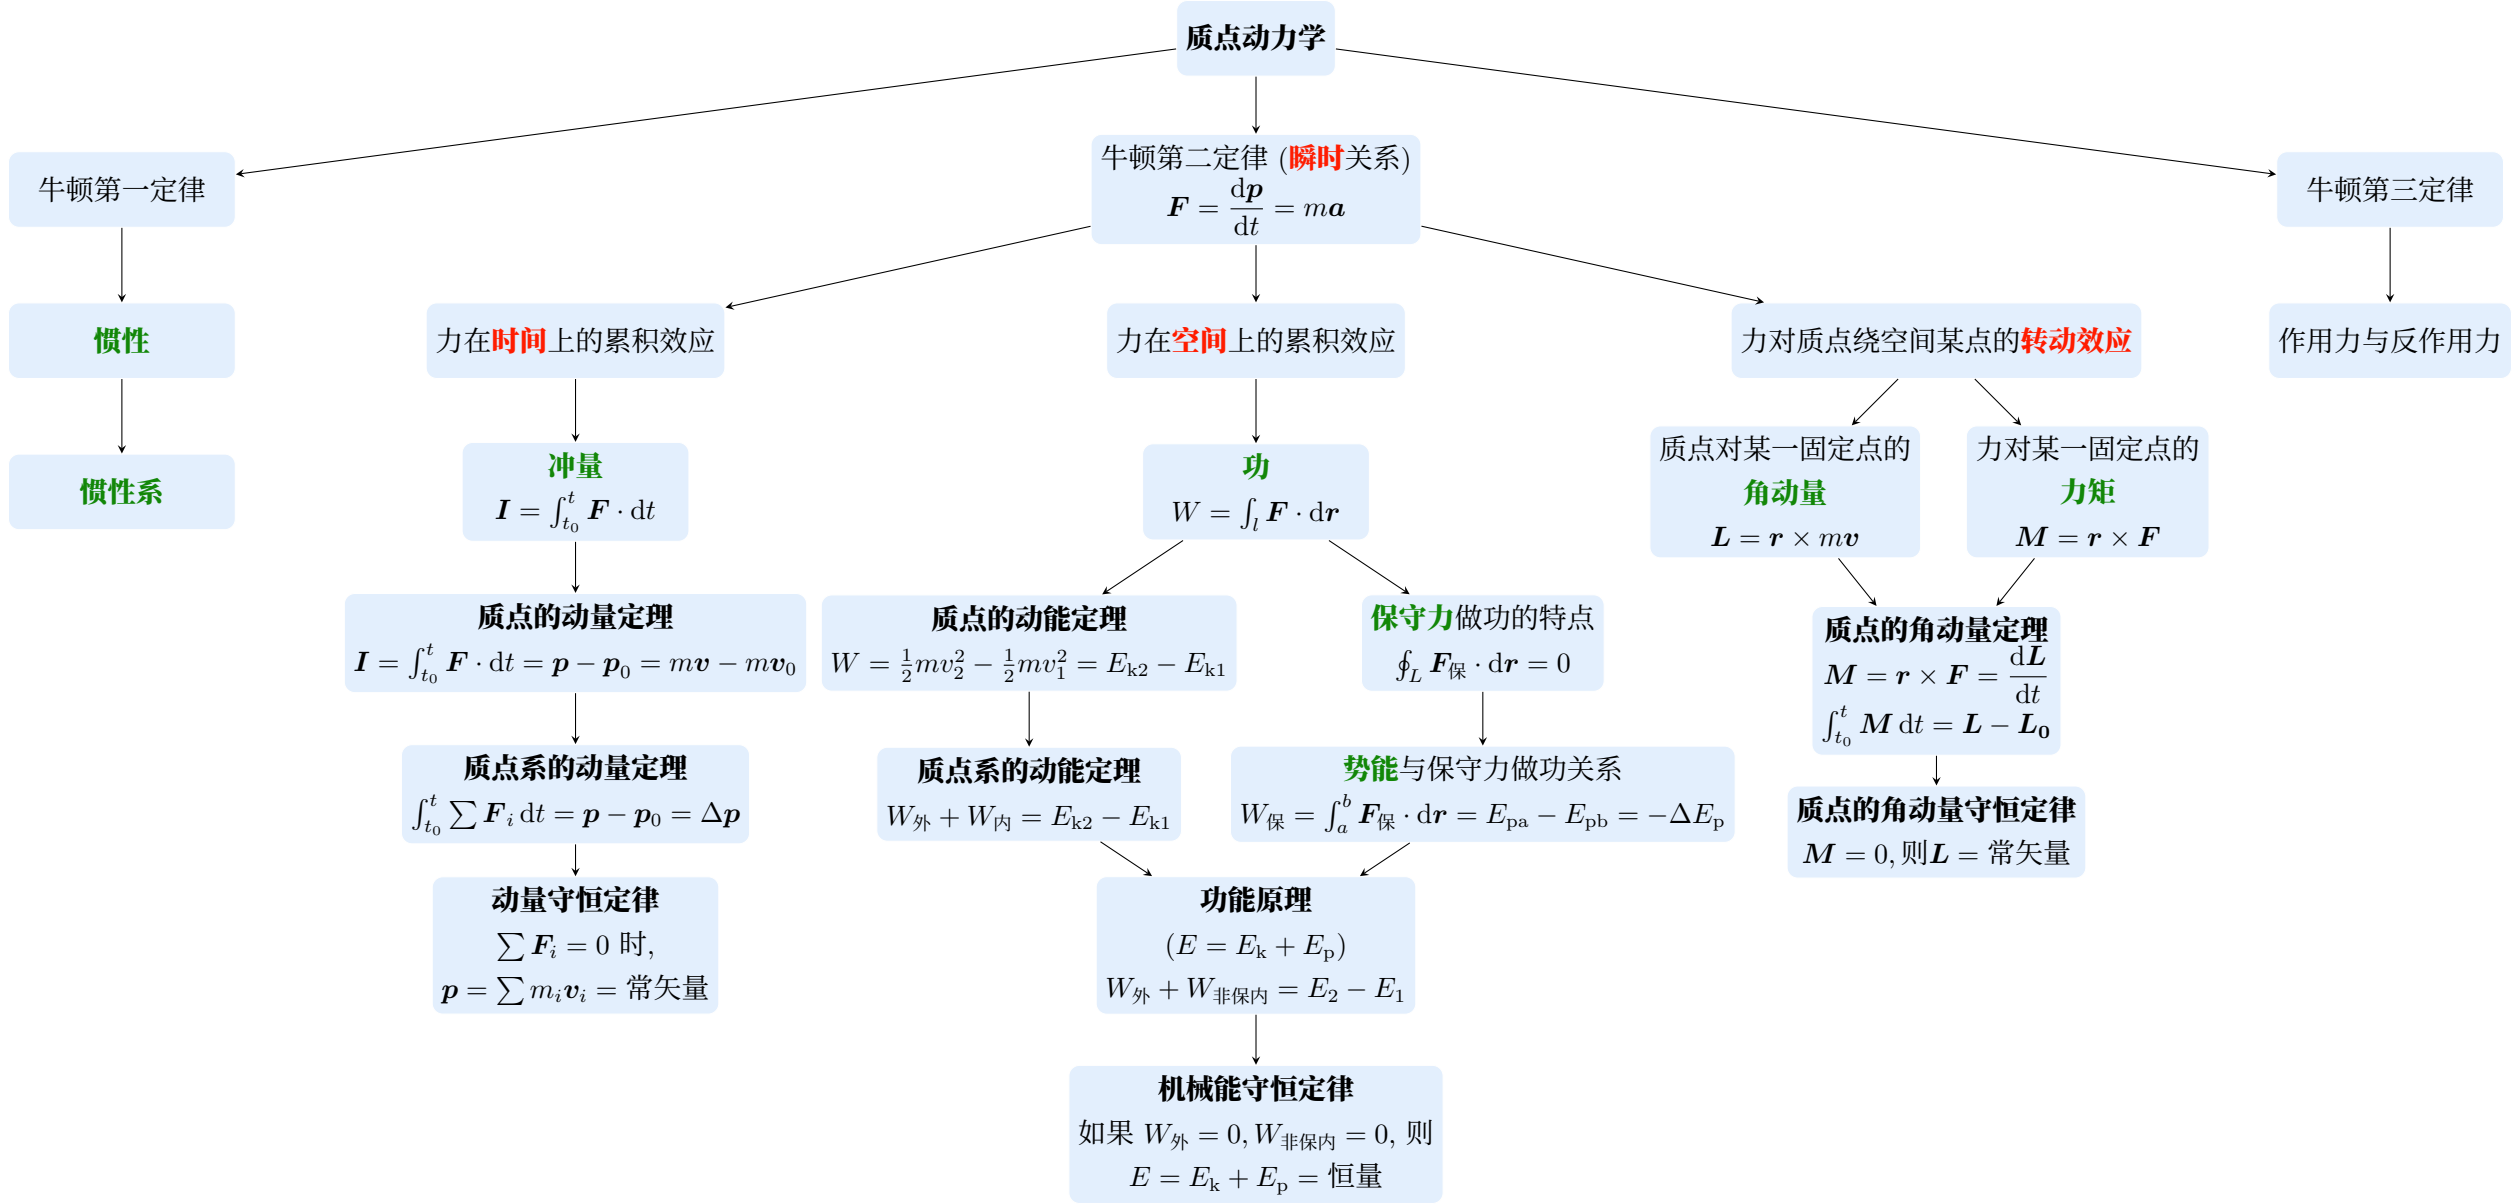 质点动力学
牛顿第一定律
牛顿第二定律 (瞬时关系)
F = dp/dt = ma
牛顿第三定律
惯性
力在时间上的累积效应
力在空间上的累积效应
力对质点绕空间某点的转动效应
作用力与反作用力
惯性系
冲量
I = ∫_{t₀}^{t} F · dt
功
W = ∫_l F · dr
质点对某一固定点的
角动量
L = r × mv
力对某一固定点的
力矩
M = r × F
质点的动量定理
I = ∫_{t₀}^{t} F · dt = p − p₀ = mv − mv₀
质点的动能定理
W = ½mv₂² − ½mv₁² = E_{k2} − E_{k1}
保守力做功的特点
∮_L F_保 · dr = 0
质点的角动量定理
M = r × F = dL/dt
∫_{t₀}^{t} M dt = L − L₀
质点系的动量定理
∫_{t₀}^{t} ∑ F_i dt = p − p₀ = Δp
质点系的动能定理
W_外 + W_内 = E_{k2} − E_{k1}
势能与保守力做功关系
W_保 = ∫_a^b F_保 · dr = E_{pa} − E_{pb} = −ΔE_p
质点的角动量守恒定律
M = 0, 则L = 常矢量
动量守恒定律
∑ F_i = 0 时,
p = ∑ m_i v_i = 常矢量
功能原理
(E = E_k + E_p)
W_外 + W_非保内 = E₂ − E₁
机械能守恒定律
如果 W_外 = 0, W_非保内 = 0, 则
E = E_k + E_p = 恒量